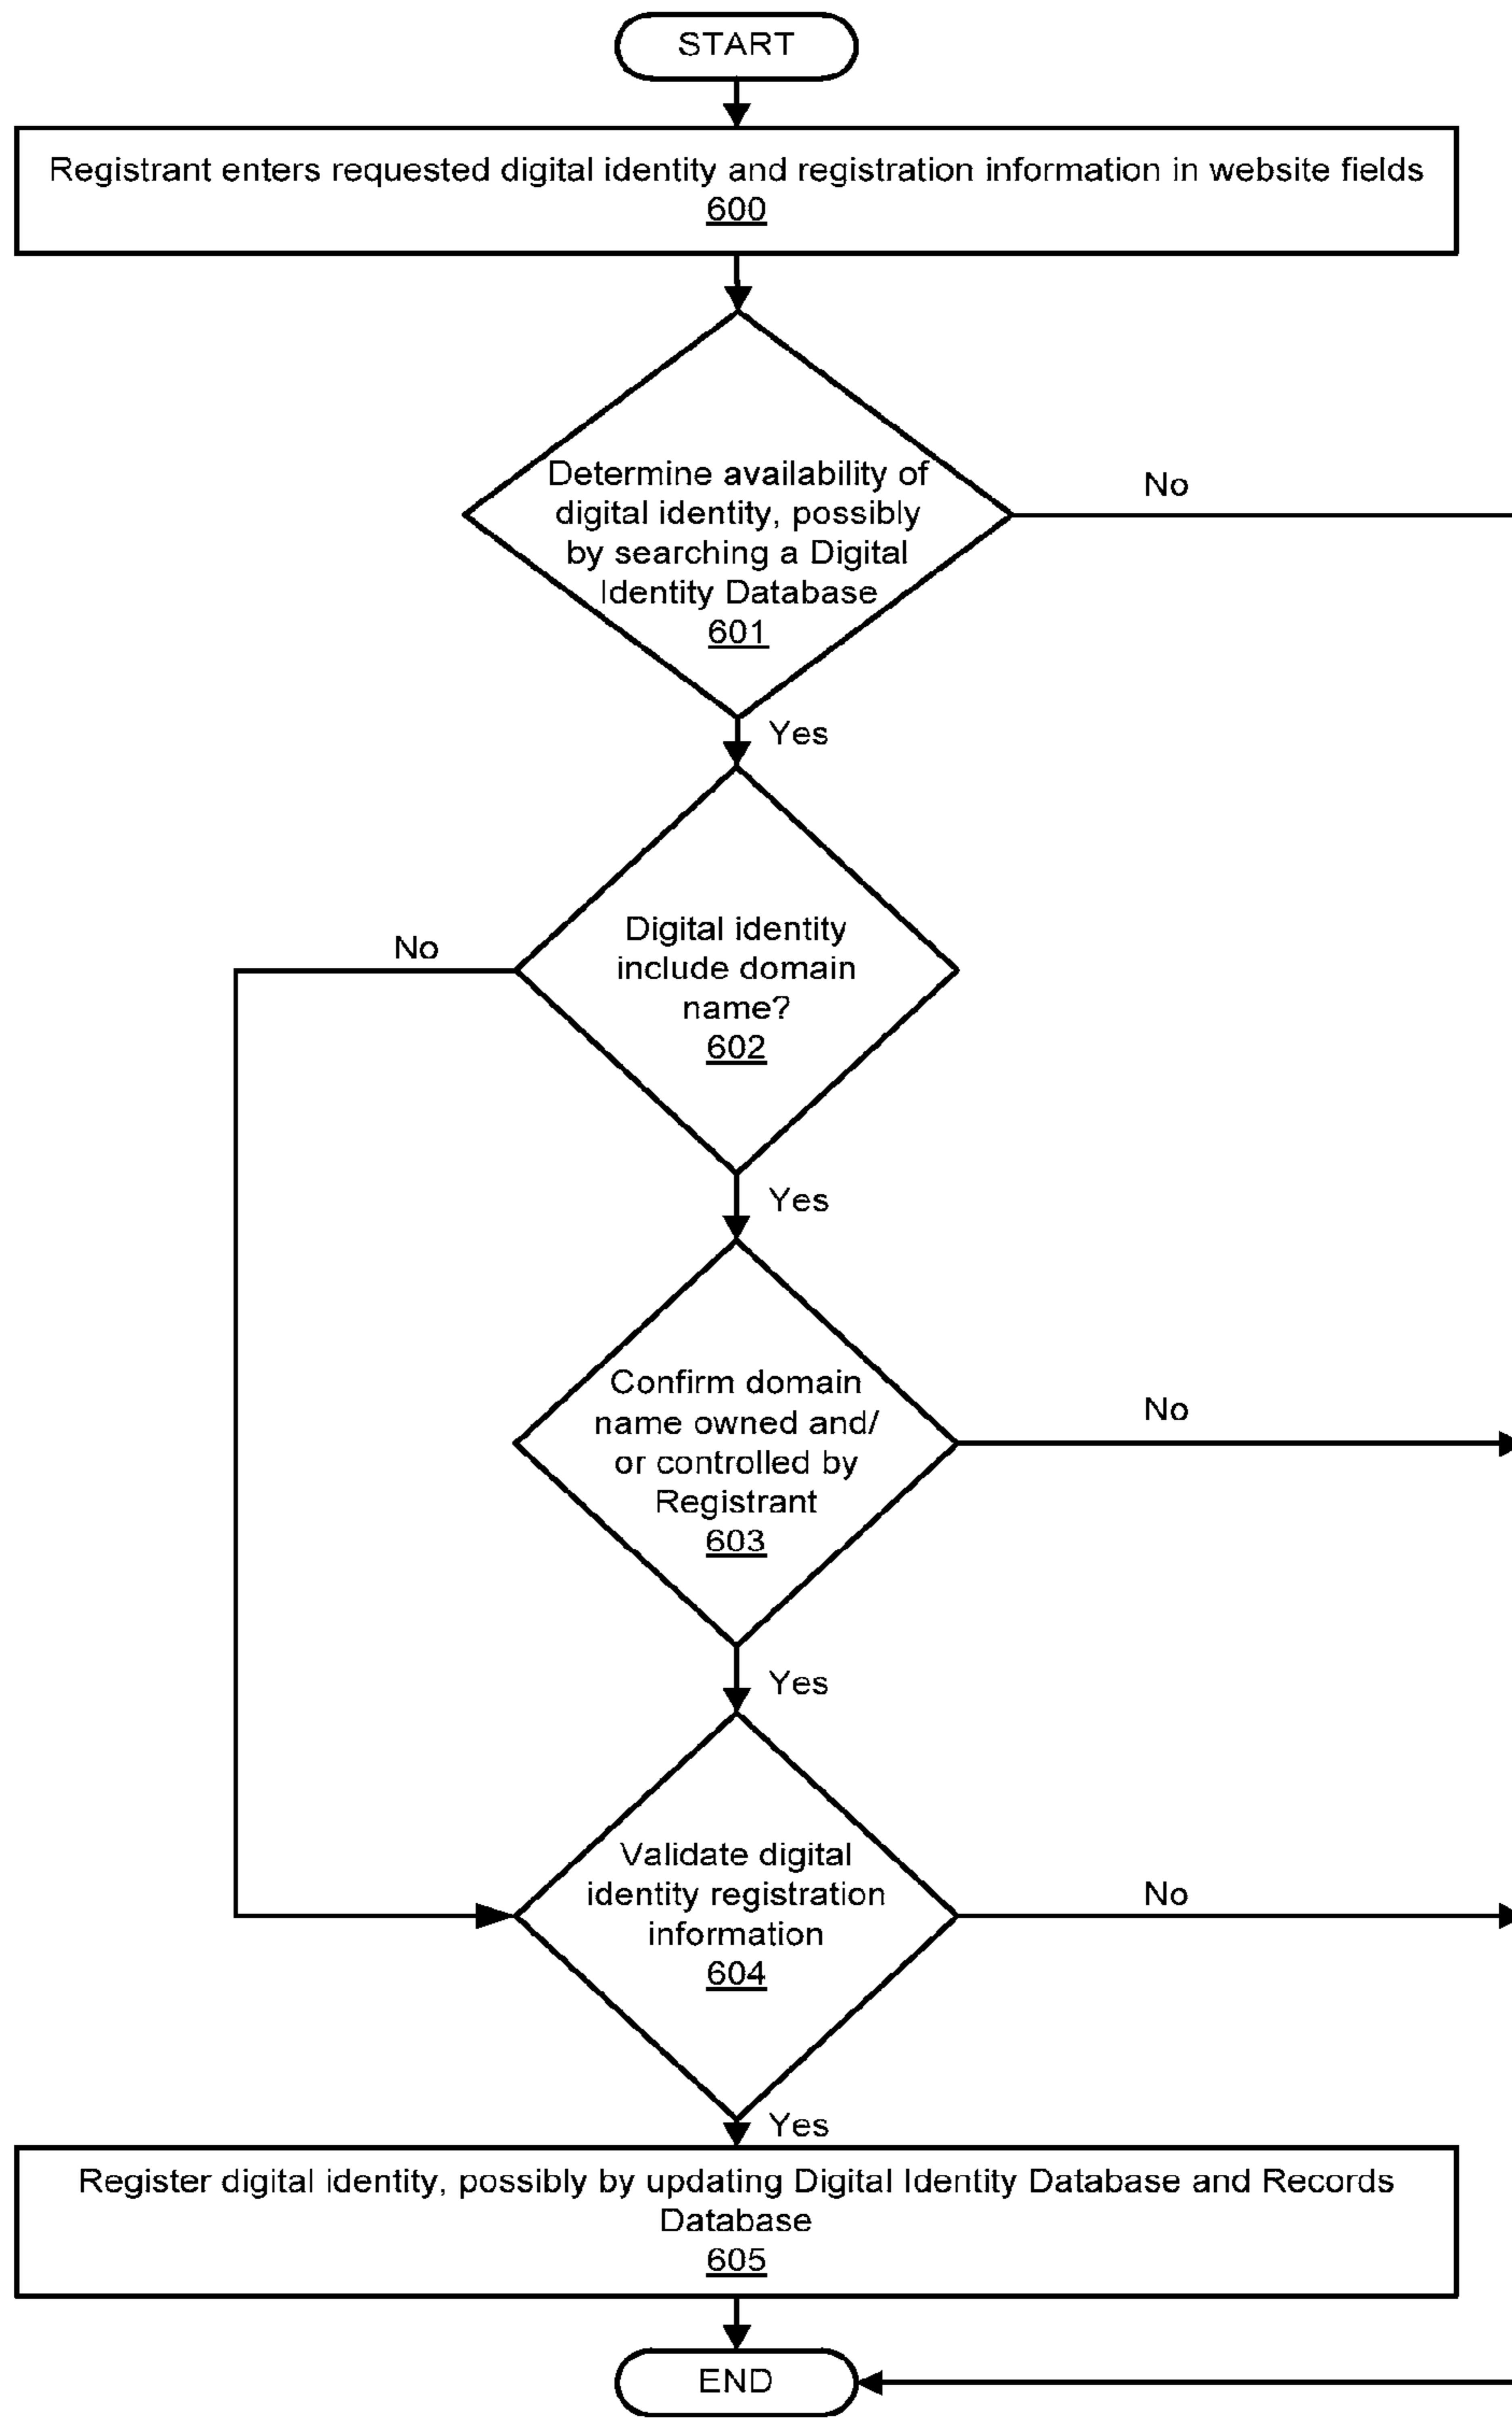 START
Registrant enters requested digital identity and registration information in website fields
600
Determine availability of
digital identity, possibly
by searching a Digital
Identity Database
601
No
Yes
Digital identity
include domain
name?
602
No
Yes
Confirm domain
name owned and/
or controlled by
Registrant
603
No
Yes
Validate digital
identity registration
information
604
No
Yes
Register digital identity, possibly by updating Digital Identity Database and Records
Database
605
END